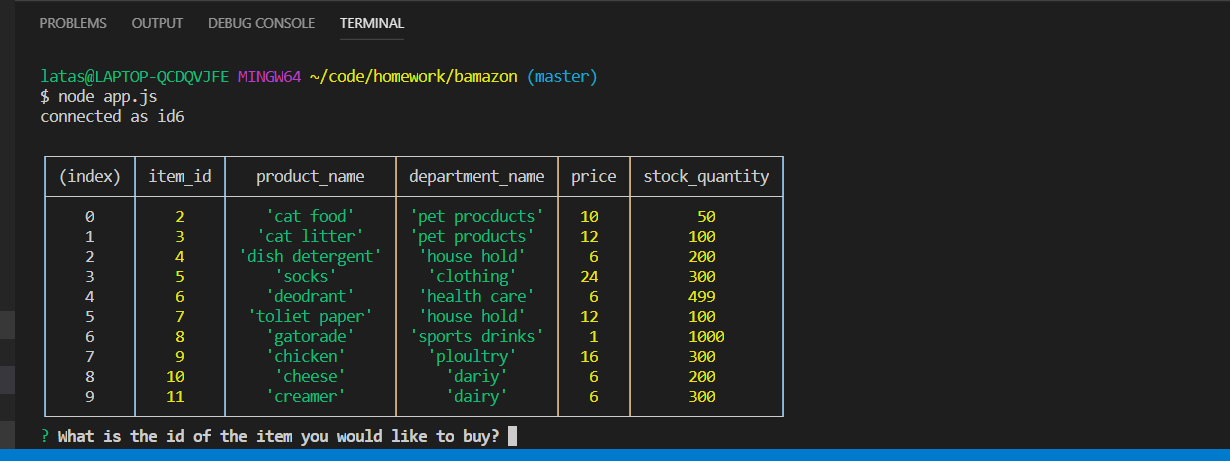 PROBLEMS OUTPUT DEBUG CONSOLE TERMINAL
latas@LAPTOP-QCDQVJFE MINGW64 ~/code/homework/bamazon (master)
$ node app.js
connected as id6
(index) item_id product_name department_name price stock_quantity
0 2 'cat food' 'pet procducts' 10 50
1 3 'cat litter' 'pet products' 12 100
2 4 'dish detergent' 'house hold' 6 200
3 5 'socks' 'clothing' 24 300
4 6 'deodrant' 'health care' 6 499
5 7 'toliet paper' 'house hold' 12 100
6 8 'gatorade' 'sports drinks' 1 1000
7 9 'chicken' 'ploultry' 16 300
8 10 'cheese' 'dariy' 6 200
9 11 'creamer' 'dairy' 6 300
? What is the id of the item you would like to buy?